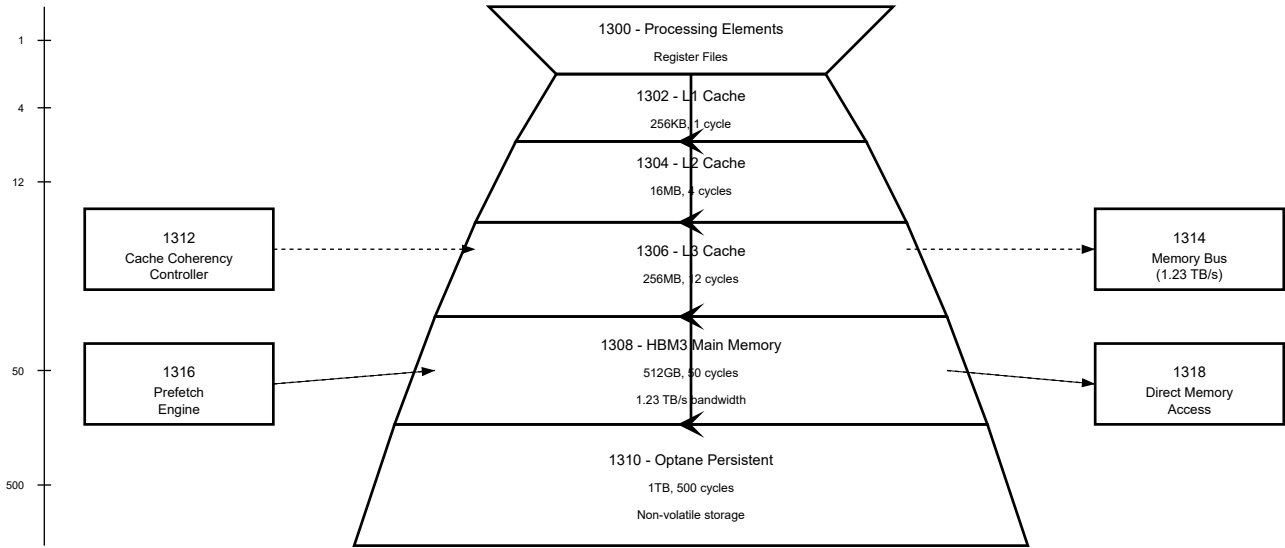 1
4
12
50
500
1300 - Processing Elements
Register Files
1302 - L1 Cache
256KB, 1 cycle
1304 - L2 Cache
16MB, 4 cycles
1306 - L3 Cache
256MB, 12 cycles
1308 - HBM3 Main Memory
512GB, 50 cycles
1.23 TB/s bandwidth
1310 - Optane Persistent
1TB, 500 cycles
Non-volatile storage
1312
Cache Coherency
Controller
1316
Prefetch
Engine
1314
Memory Bus
(1.23 TB/s)
1318
Direct Memory
Access